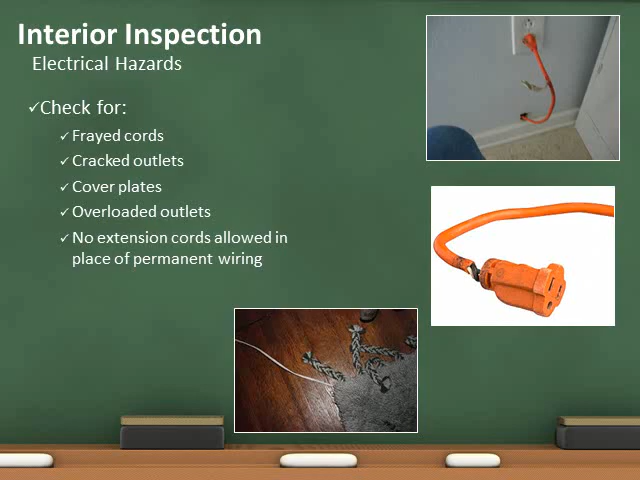 Interior Inspection
Electrical Hazards
✓Check for:
✓ Frayed cords
✓ Cracked outlets
✓ Cover plates
✓ Overloaded outlets
✓ No extension cords allowed in
place of permanent wiring